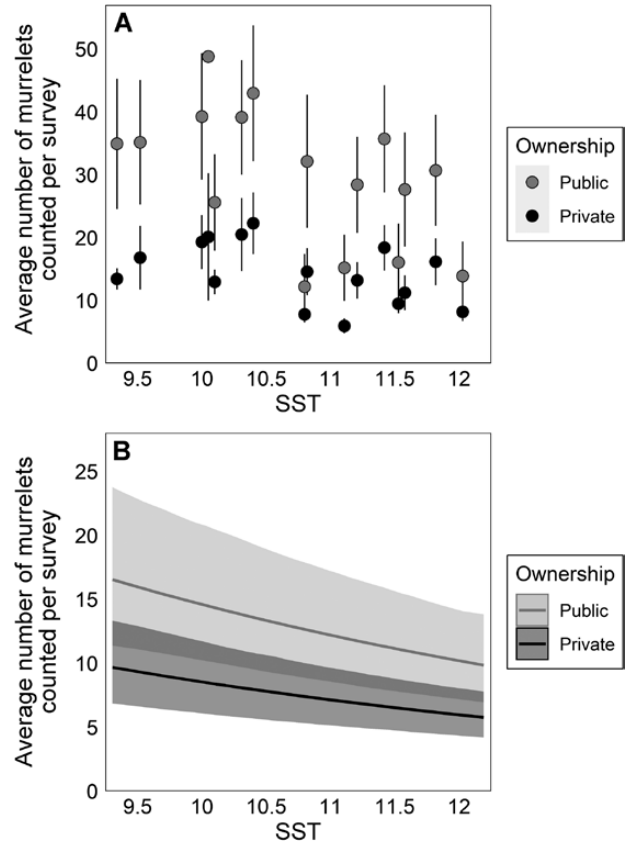 A
Average number of murrelets
counted per survey
50
40
30
20
10
0
9.5 10 10.5 11 11.5 12
SST
Ownership
Public
Private
B
Average number of murrelets
counted per survey
25
20
15
10
5
0
9.5 10 10.5 11 11.5 12
SST
Ownership
Public
Private